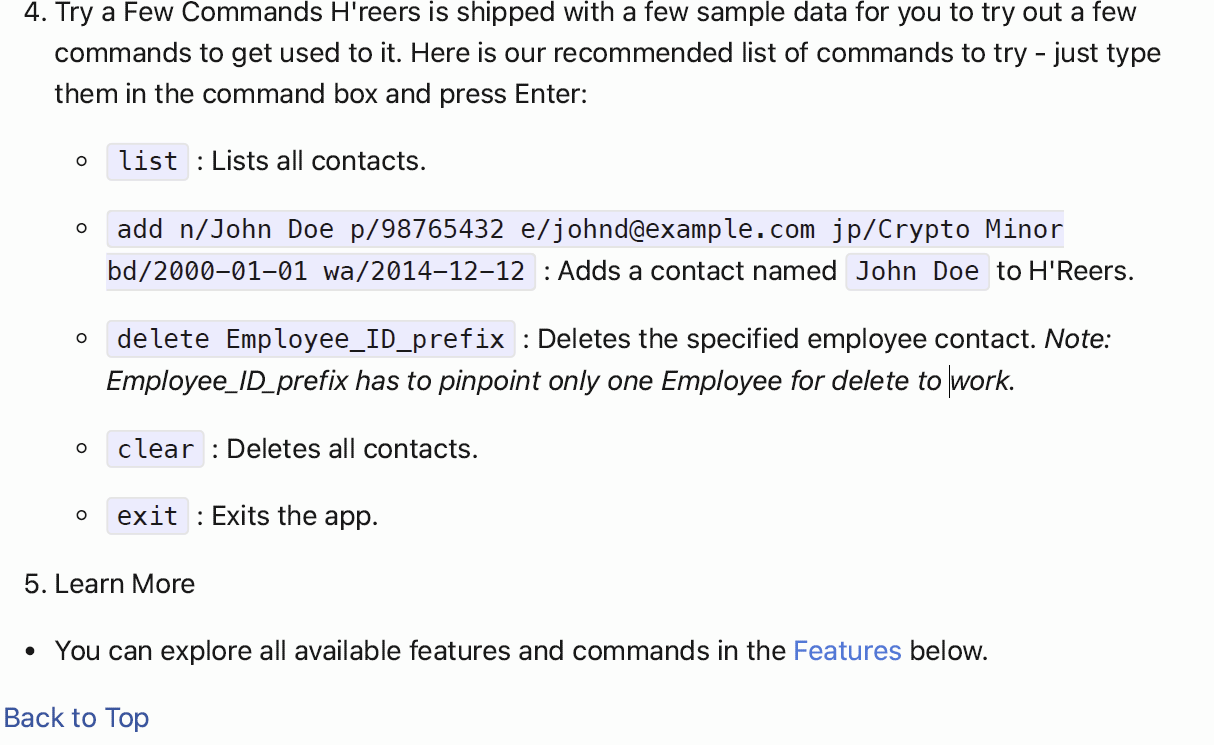 4. Try a Few Commands H'reers is shipped with a few sample data for you to try out a few
commands to get used to it. Here is our recommended list of commands to try - just type
them in the command box and press Enter:
list : Lists all contacts.
add n/John Doe p/98765432 e/johnd@example.com jp/Crypto Minor
bd/2000-01-01 wa/2014-12-12 : Adds a contact named John Doe to H'Reers.
delete Employee_ID_prefix : Deletes the specified employee contact. Note:
Employee_ID_prefix has to pinpoint only one Employee for delete to work.
clear : Deletes all contacts.
exit : Exits the app.
5. Learn More
• You can explore all available features and commands in the Features below.
Back to Top